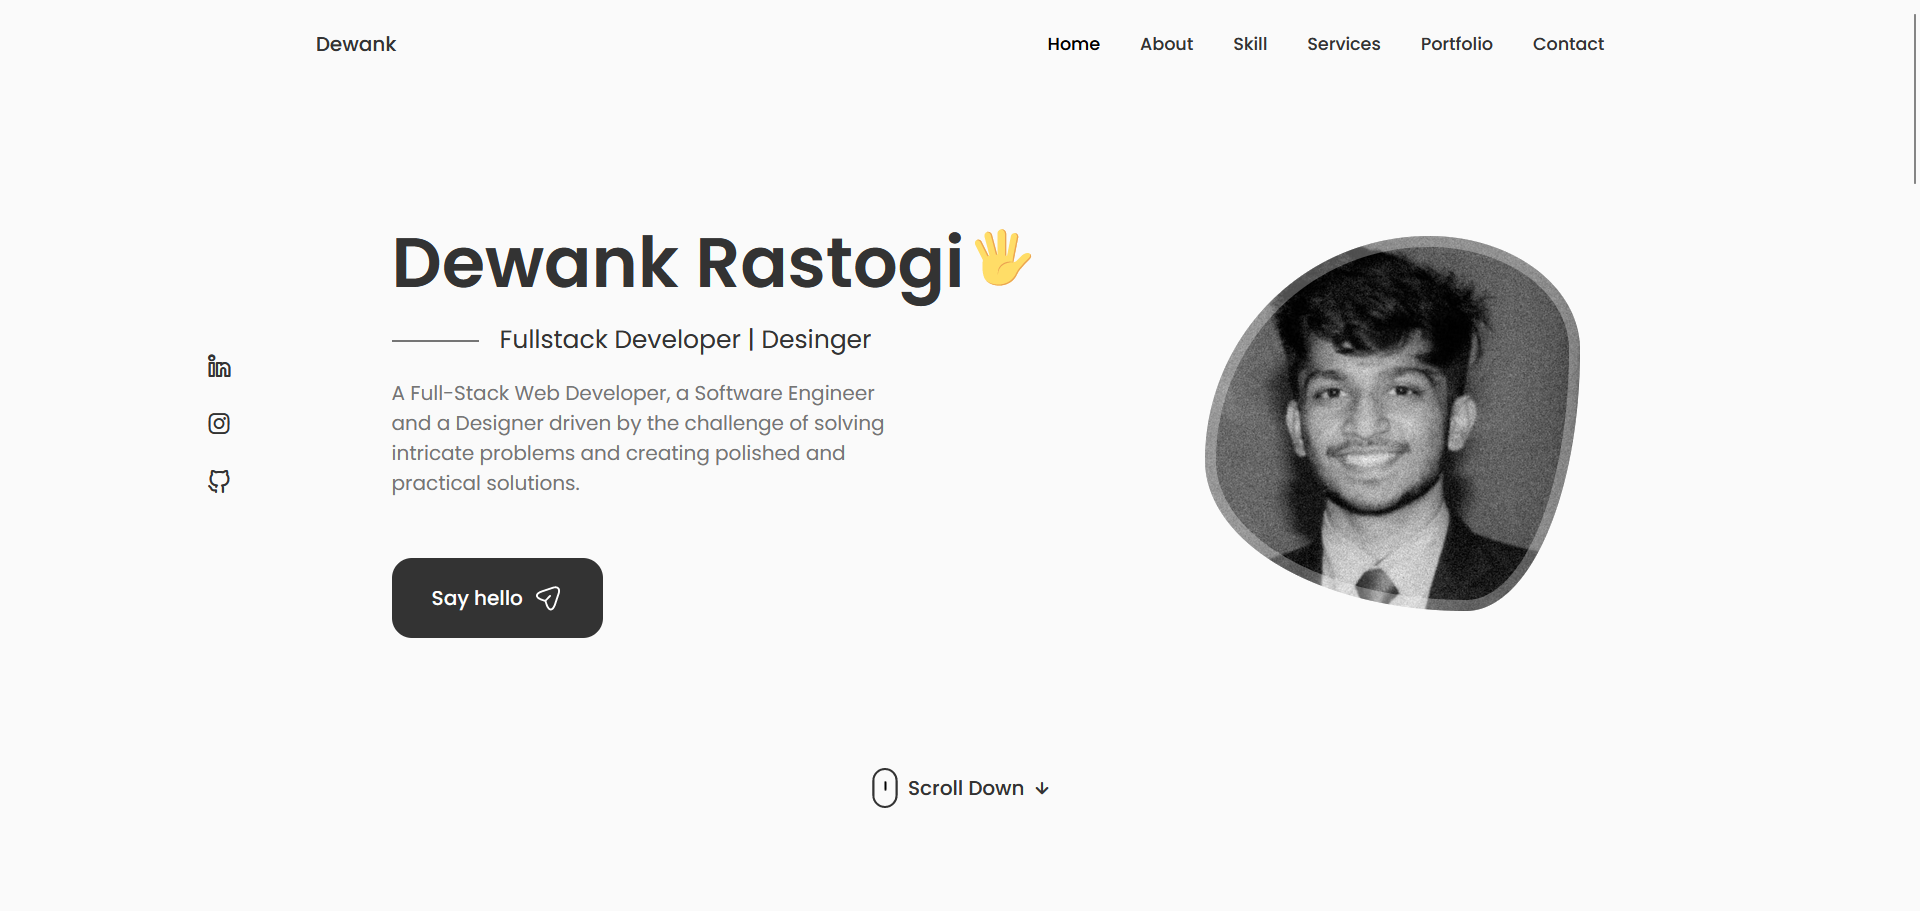 Dewank
Home About Skill Services Portfolio Contact
Dewank Rastogi
Fullstack Developer | Desinger
A Full-Stack Web Developer, a Software Engineer
and a Designer driven by the challenge of solving
intricate problems and creating polished and
practical solutions.
Say hello
Scroll Down